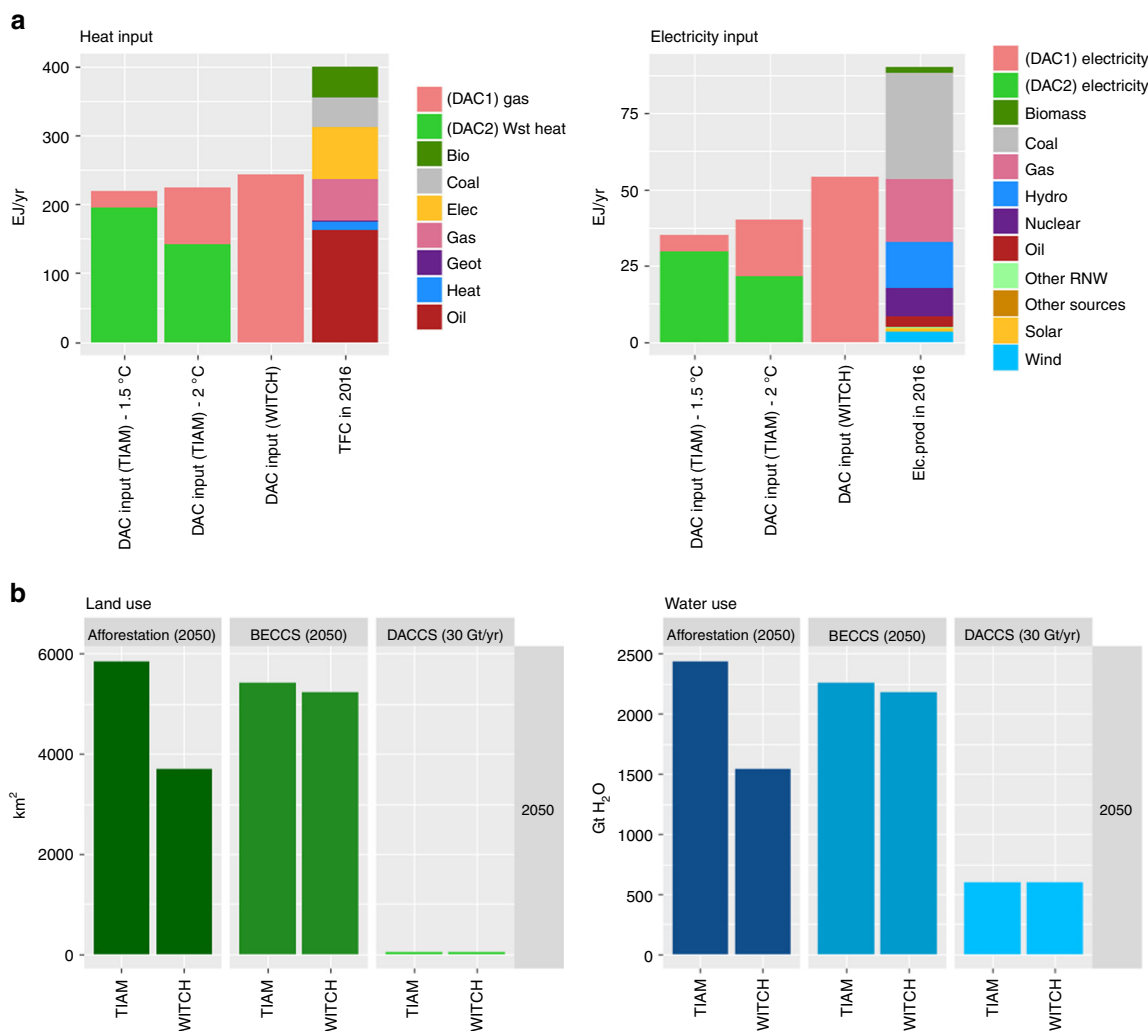 a
Heat input
EJ/yr
400
300
200
100
0
DAC input (TIAM) - 1.5 °C
DAC input (TIAM) - 2 °C
DAC input (WITCH)
TFC in 2016
(DAC1) gas
(DAC2) Wst heat
Bio
Coal
Elec
Gas
Geot
Heat
Oil
Electricity input
EJ/yr
75
50
25
0
DAC input (TIAM) - 1.5 °C
DAC input (TIAM) - 2 °C
DAC input (WITCH)
Elc.prod in 2016
(DAC1) electricity
(DAC2) electricity
Biomass
Coal
Gas
Hydro
Nuclear
Oil
Other RNW
Other sources
Solar
Wind
b
Land use
Afforestation (2050)
BECCS (2050)
DACCS (30 Gt/yr)
km²
6000
4000
2000
0
TIAM
WITCH
TIAM
WITCH
TIAM
WITCH
2050
Water use
Afforestation (2050)
BECCS (2050)
DACCS (30 Gt/yr)
Gt H₂O
2500
2000
1500
1000
500
0
TIAM
WITCH
TIAM
WITCH
TIAM
WITCH
2050